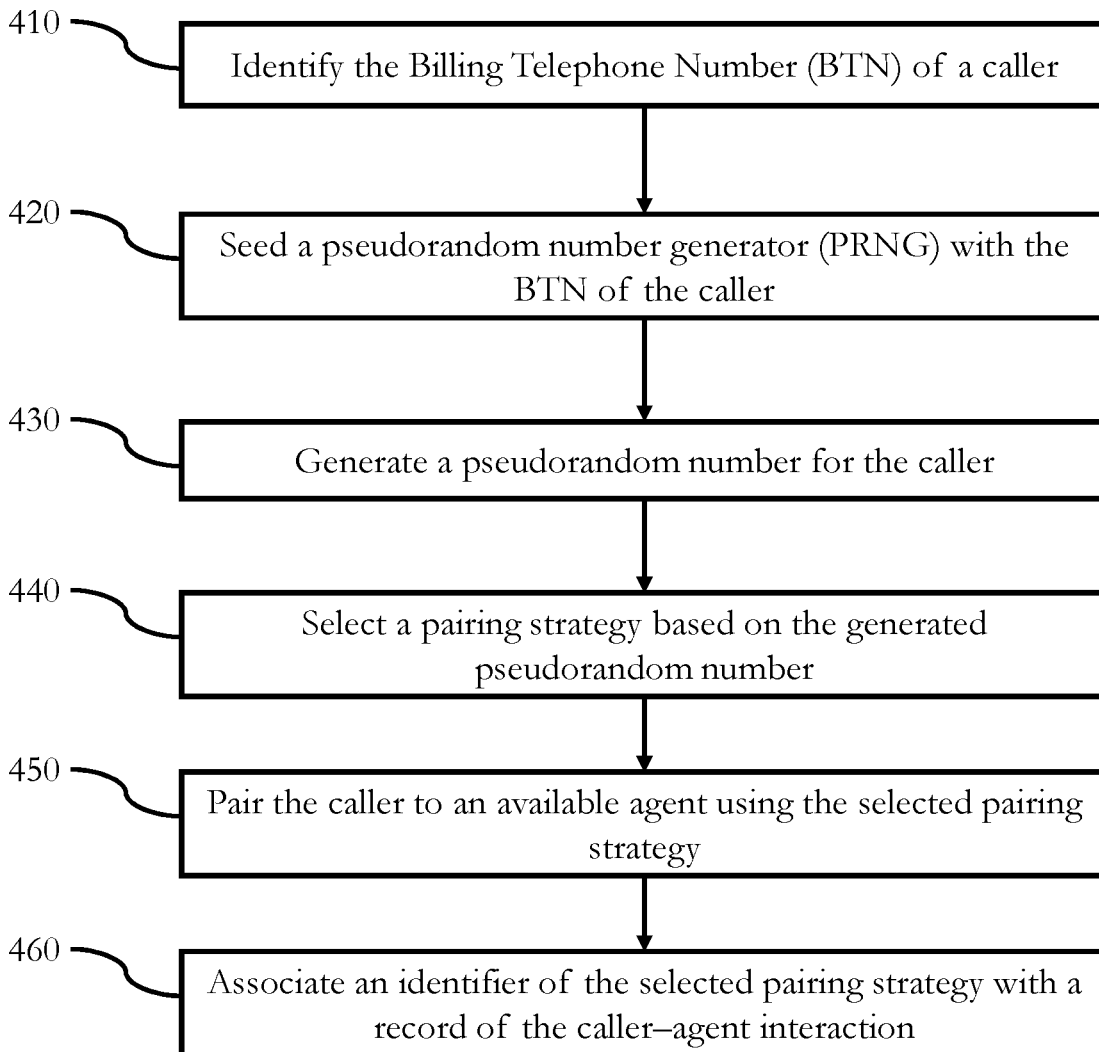 410
Identify the Billing Telephone Number (BTN) of a caller
420
Seed a pseudorandom number generator (PRNG) with the
BTN of the caller
430
Generate a pseudorandom number for the caller
440
Select a pairing strategy based on the generated
pseudorandom number
450
Pair the caller to an available agent using the selected pairing
strategy
460
Associate an identifier of the selected pairing strategy with a
record of the caller–agent interaction